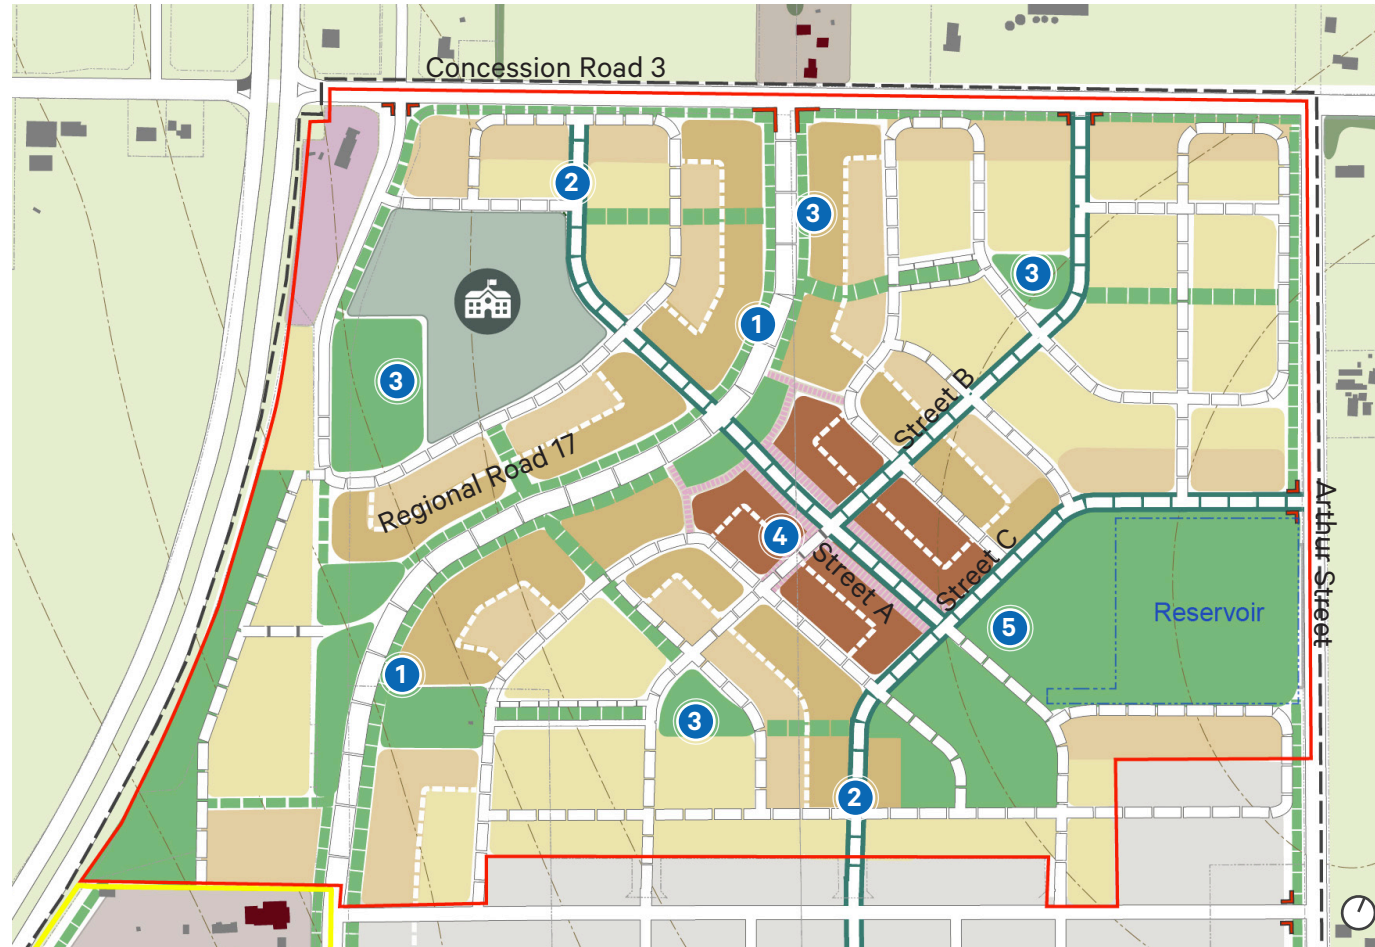 Concession Road 3
2
3
3
1
3
Street B
Regional Road 17
4
Street A
Street C
Arthur Street
5
Reservoir
1
3
2